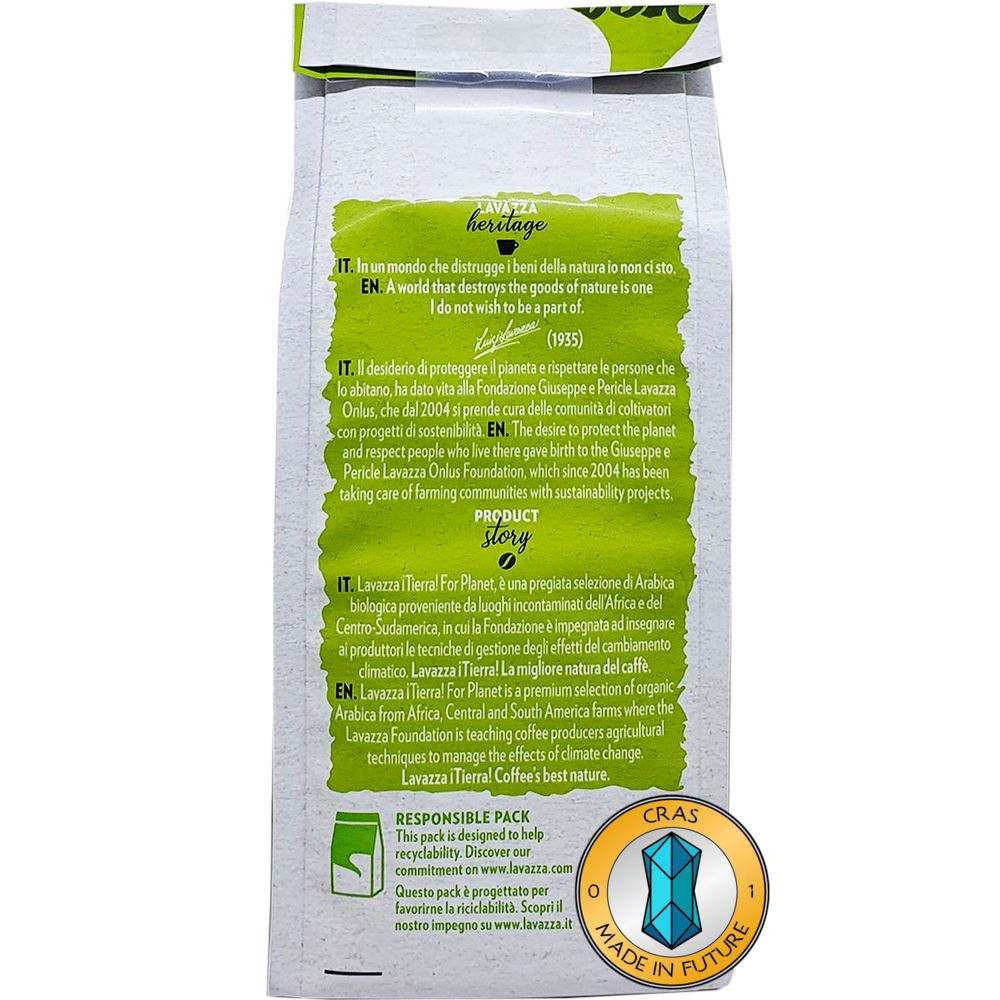 LAVAZZA
heritage
IT. In un mondo che distrugge i beni della natura io non ci sto.
EN. A world that destroys the goods of nature is one
I do not wish to be a part of.
Luigi Lavazza (1935)
IT. Il desiderio di proteggere il pianeta e rispettare le persone che
lo abitano, ha dato vita alla Fondazione Giuseppe e Pericle Lavazza
Onlus, che dal 2004 si prende cura delle comunità di coltivatori
con progetti di sostenibilità. EN. The desire to protect the planet
and respect people who live there gave birth to the Giuseppe e
Pericle Lavazza Onlus Foundation, which since 2004 has been
taking care of farming communities with sustainability projects.
PRODUCT
story
IT. Lavazza ¡Tierra! For Planet, è una pregiata selezione di Arabica
biologica proveniente da luoghi incontaminati dell'Africa e del
Centro-Sudamerica, in cui la Fondazione è impegnata ad insegnare
ai produttori le tecniche di gestione degli effetti del cambiamento
climatico. Lavazza ¡Tierra! La migliore natura del caffè.
EN. Lavazza ¡Tierra! For Planet is a premium selection of organic
Arabica from Africa, Central and South America farms where the
Lavazza Foundation is teaching coffee producers agricultural
techniques to manage the effects of climate change.
Lavazza ¡Tierra! Coffee's best nature.
RESPONSIBLE PACK
This pack is designed to help
recyclability. Discover our
commitment on www.lavazza.com
Questo pack è progettato per
favorirne la riciclabilità. Scopri il
nostro impegno su www.lavazza.it
CRAS
0 1
MADE IN FUTURE